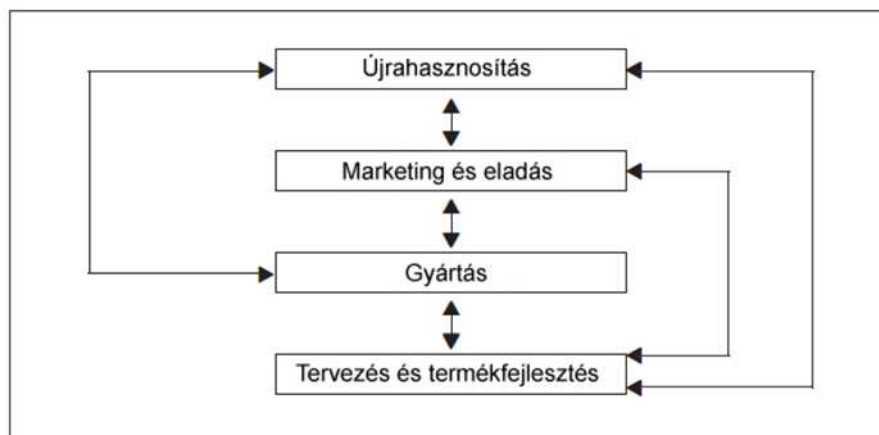 Újrahasznosítás
Marketing és eladás
Gyártás
Tervezés és termékfejlesztés